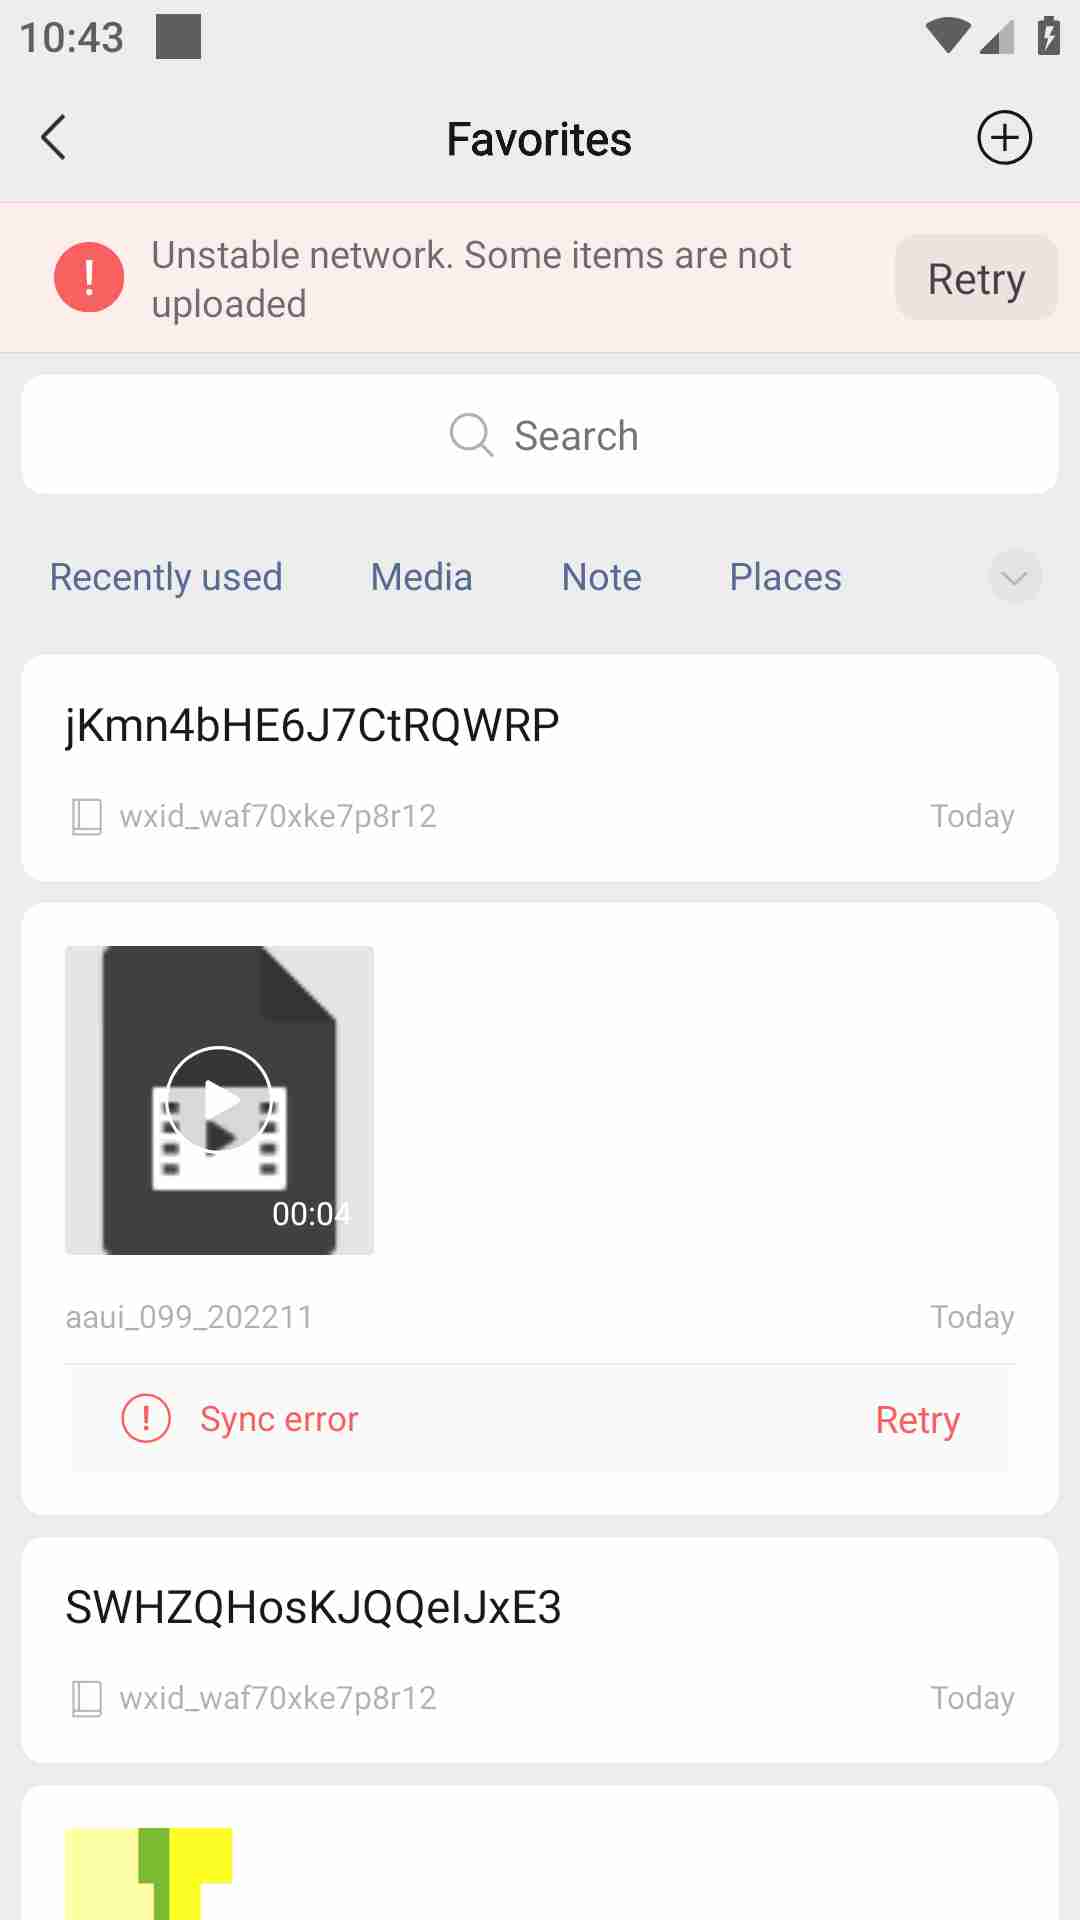 10:43
Favorites
Unstable network. Some items are not
uploaded
Retry
Search
Recently used
Media
Note
Places
jKmn4bHE6J7CtRQWRP
wxid_waf70xke7p8r12
Today
00:04
aaui_099_202211
Today
Sync error
Retry
SWHZQHosKJQQelJxE3
wxid_waf70xke7p8r12
Today